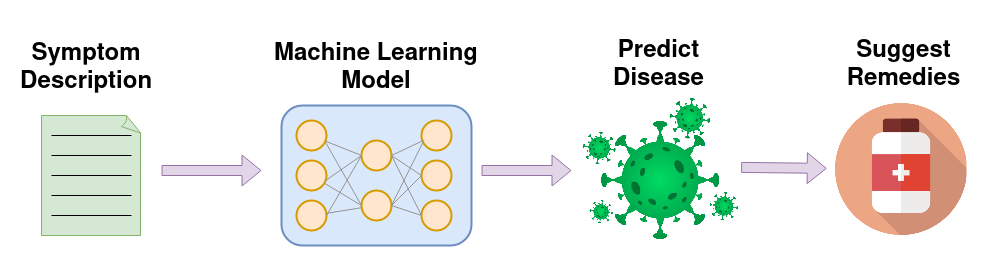 Symptom
Description
Machine Learning
Model
Predict
Disease
Suggest
Remedies